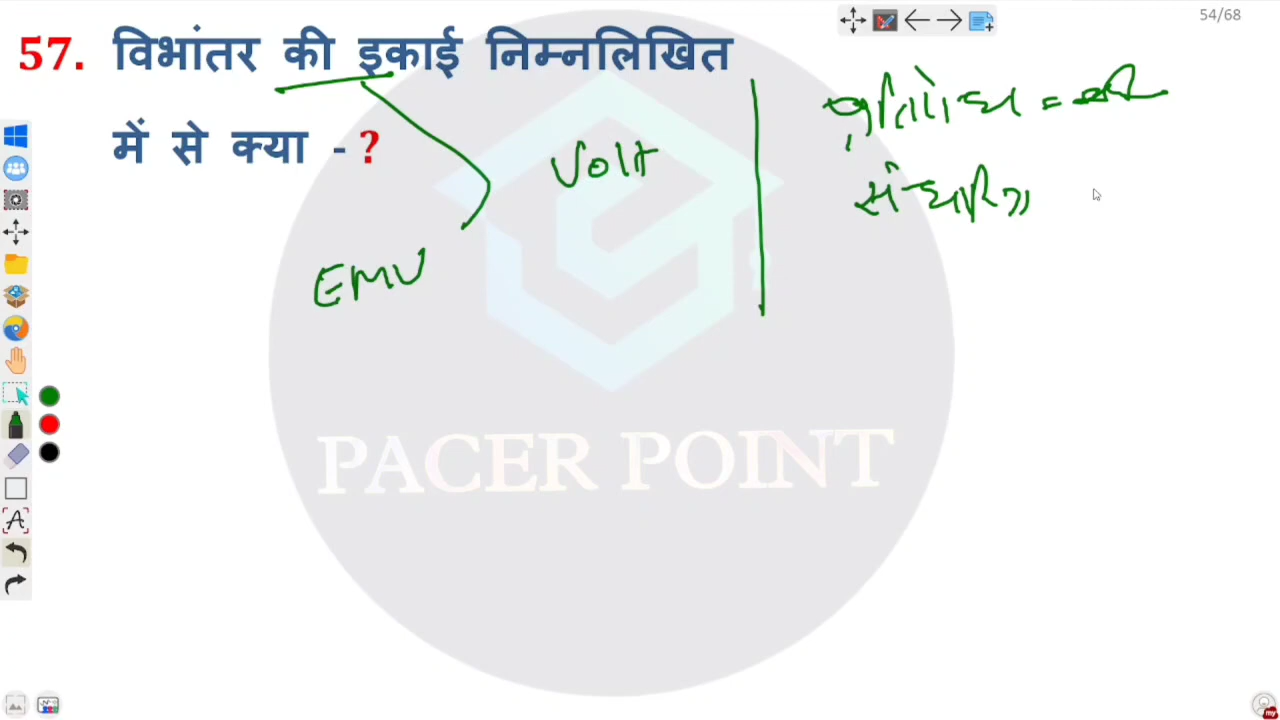 54/68
57. विभांतर की इकाई निम्नलिखित
में से क्या -?
Volt
EMU
प्रतिरोध =
संधारित्र
PACER POINT